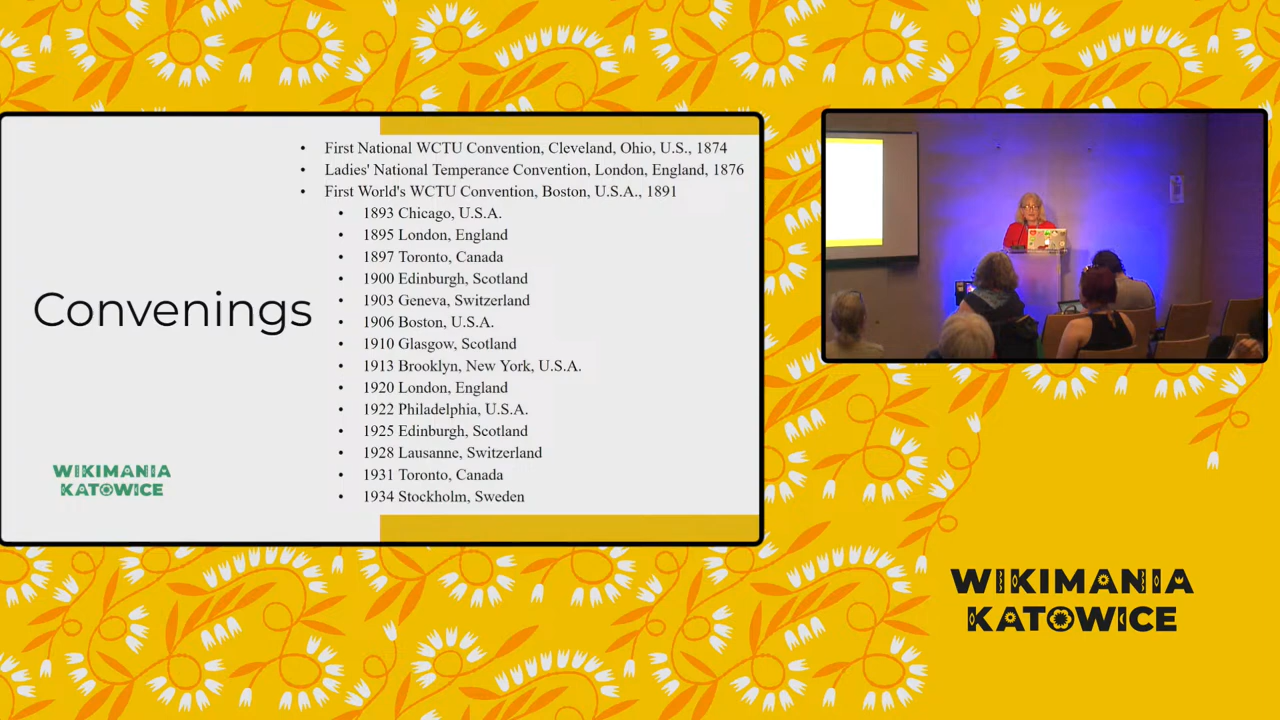 Convenings
• First National WCTU Convention, Cleveland, Ohio, U.S., 1874
• Ladies' National Temperance Convention, London, England, 1876
• First World's WCTU Convention, Boston, U.S.A., 1891
• 1893 Chicago, U.S.A.
• 1895 London, England
• 1897 Toronto, Canada
• 1900 Edinburgh, Scotland
• 1903 Geneva, Switzerland
• 1906 Boston, U.S.A.
• 1910 Glasgow, Scotland
• 1913 Brooklyn, New York, U.S.A.
• 1920 London, England
• 1922 Philadelphia, U.S.A.
• 1925 Edinburgh, Scotland
• 1928 Lausanne, Switzerland
• 1931 Toronto, Canada
• 1934 Stockholm, Sweden
WIKIMANIA
KATOWICE
WIKIMANIA
KATOWICE